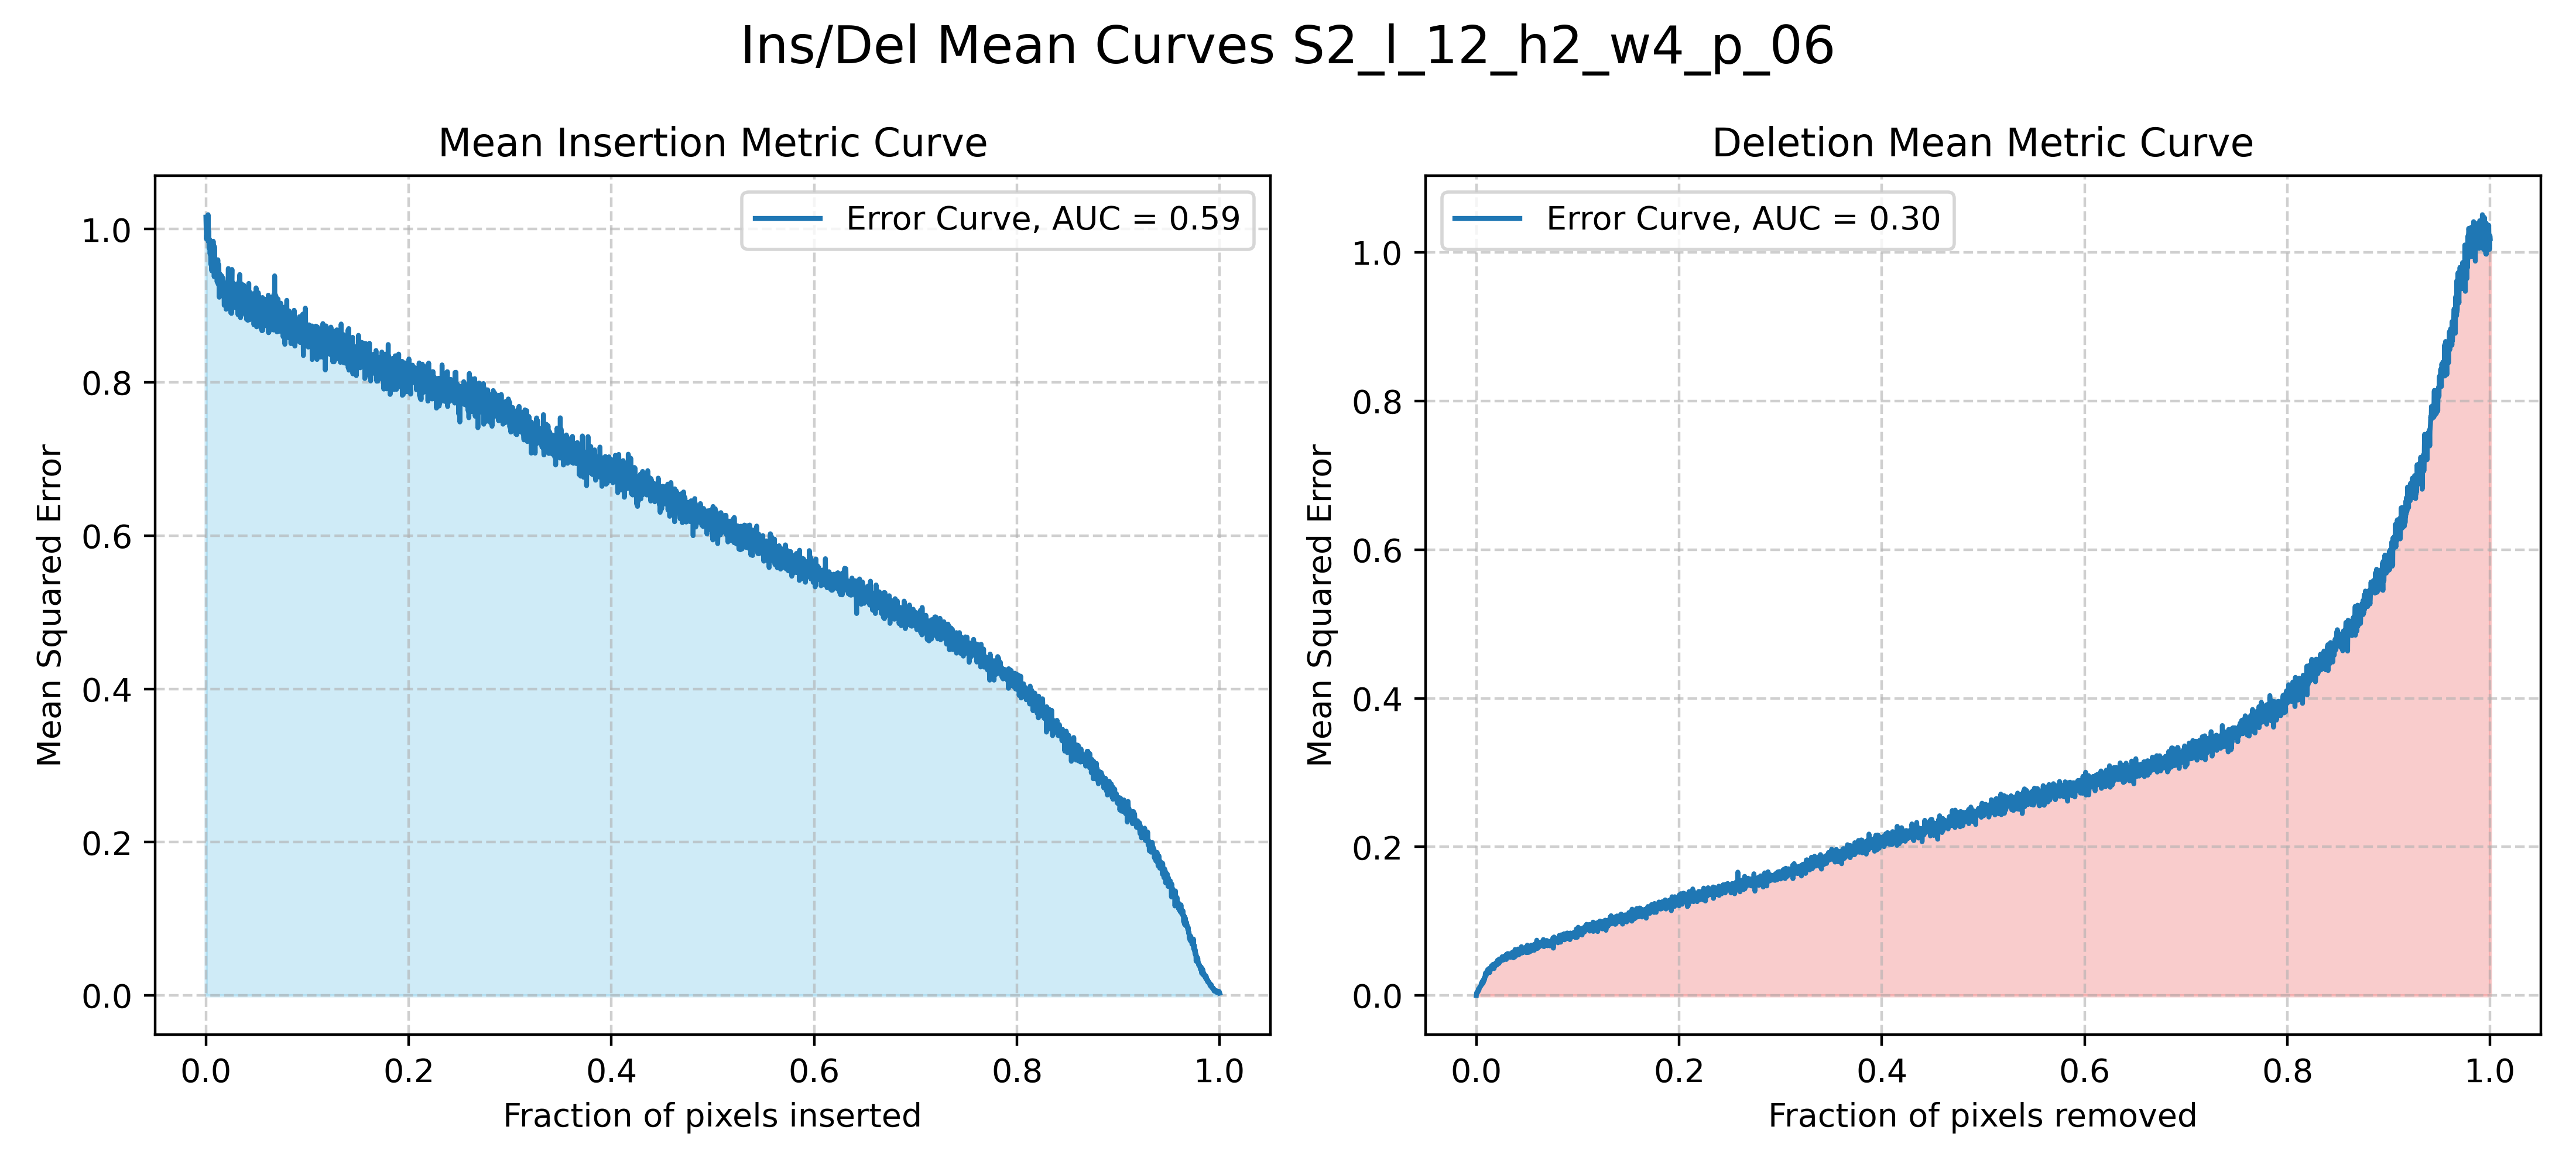 Ins/Del Mean Curves S2_l_12_h2_w4_p_06
Mean Insertion Metric Curve
Error Curve, AUC = 0.59
Mean Squared Error
1.0
0.8
0.6
0.4
0.2
0.0
0.0 0.2 0.4 0.6 0.8 1.0
Fraction of pixels inserted
Deletion Mean Metric Curve
Error Curve, AUC = 0.30
Mean Squared Error
1.0
0.8
0.6
0.4
0.2
0.0
0.0 0.2 0.4 0.6 0.8 1.0
Fraction of pixels removed